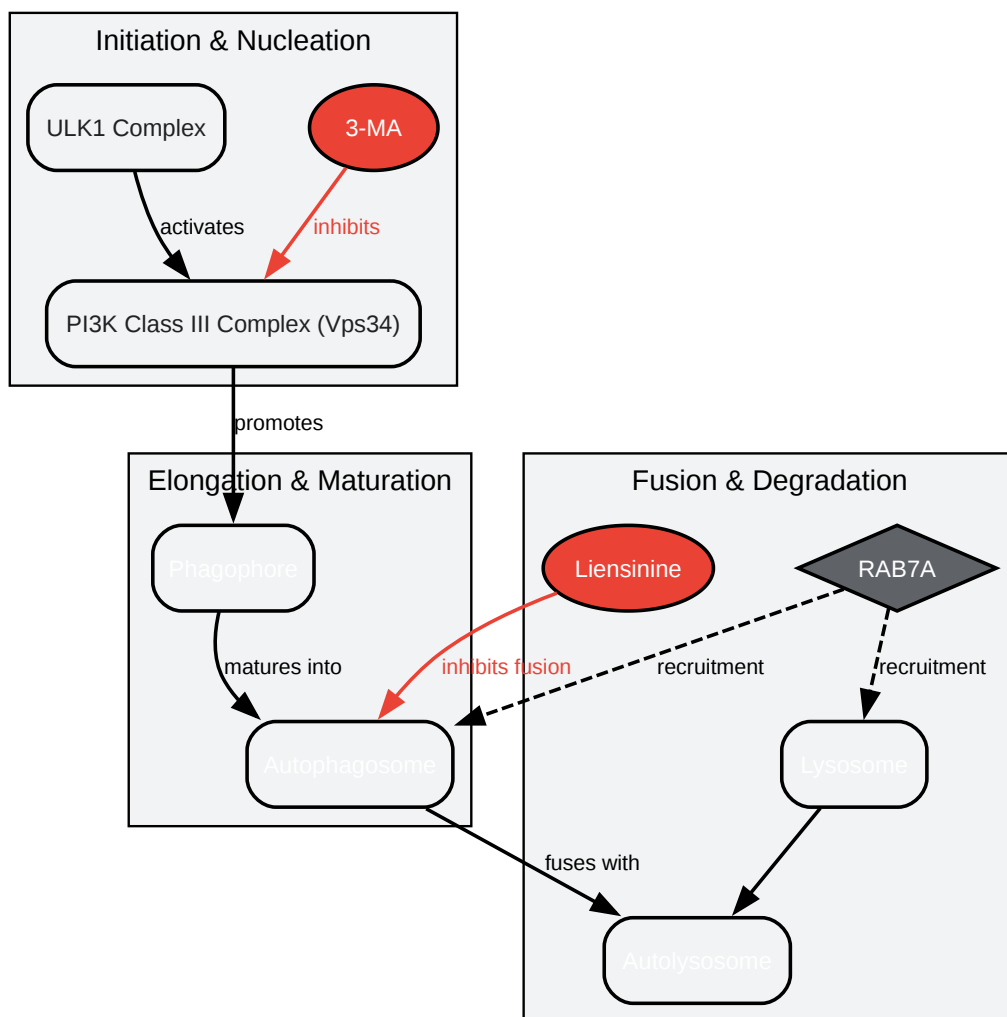 Initiation & Nucleation
ULK1 Complex
3-MA
activates
inhibits
PI3K Class III Complex (Vps34)
promotes
Elongation & Maturation
Fusion & Degradation
Phagophore
Liensinine
RAB7A
matures into
inhibits fusion
recruitment
recruitment
Autophagosome
Lysosome
fuses with
Autolysosome